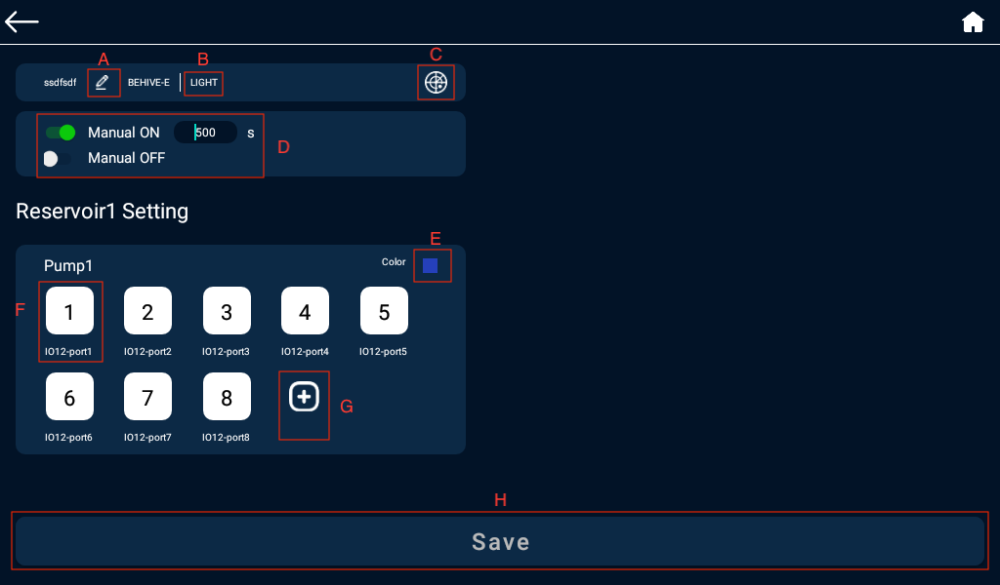 A B C
ssdfsdf BEHIVE-E LIGHT
Manual ON 500 s
D
Manual OFF
Reservoir1 Setting
E
Pump1 Color
F
1 2 3 4 5
IO12-port1 IO12-port2 IO12-port3 IO12-port4 IO12-port5
6 7 8
G
IO12-port6 IO12-port7 IO12-port8
H
Save